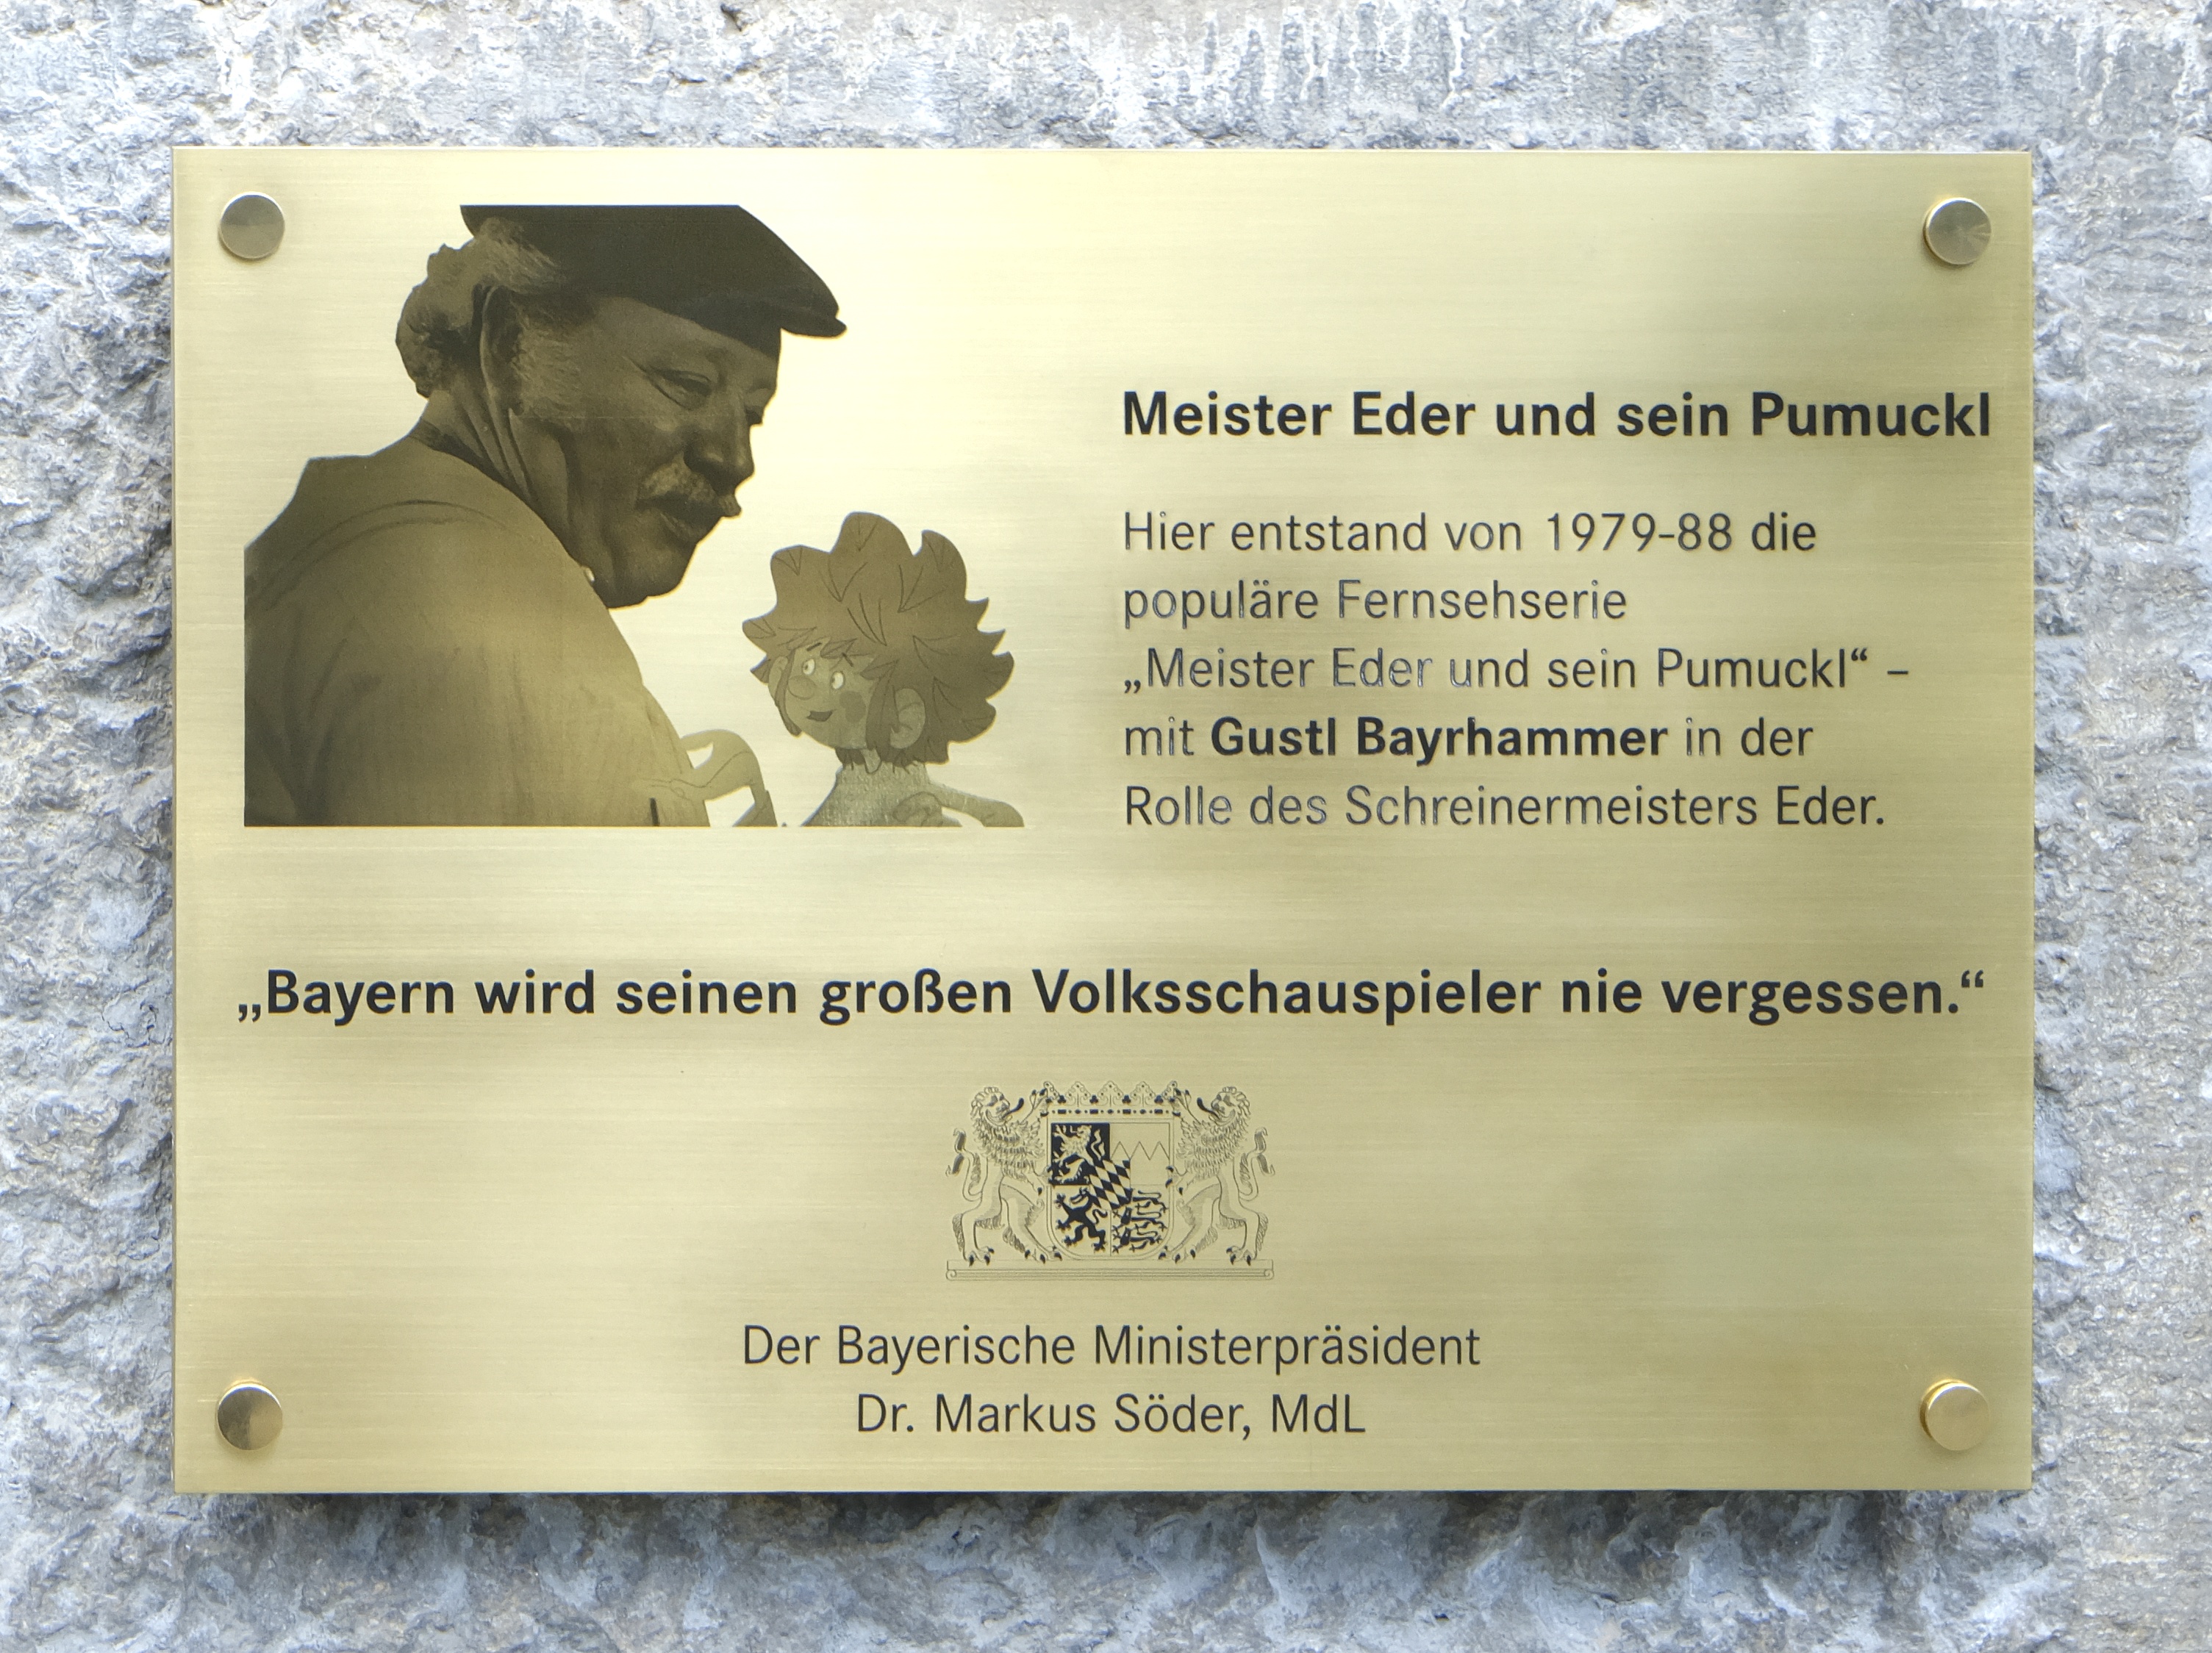 Meister Eder und sein Pumuckl
Hier entstand von 1979-88 die
populäre Fernsehserie
„Meister Eder und sein Pumuckl“ –
mit Gustl Bayrhammer in der
Rolle des Schreinermeisters Eder.
„Bayern wird seinen großen Volksschauspieler nie vergessen.“
Der Bayerische Ministerpräsident
Dr. Markus Söder, MdL